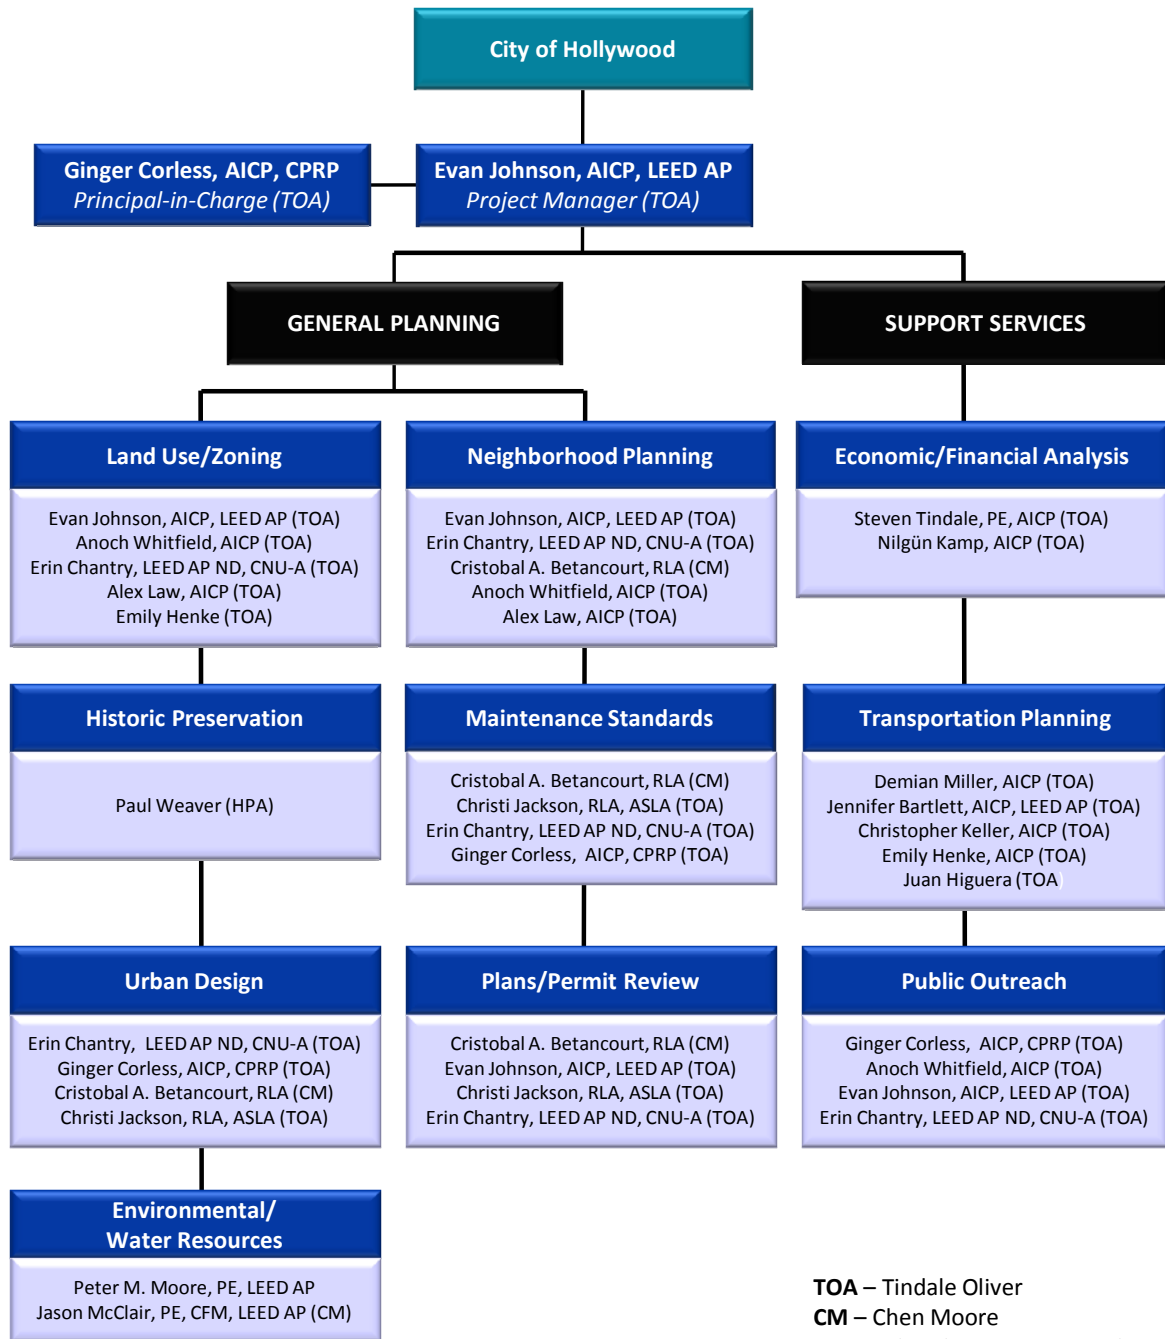 City of Hollywood
Ginger Corless, AICP, CPRP
Principal-in-Charge (TOA)
Evan Johnson, AICP, LEED AP
Project Manager (TOA)
GENERAL PLANNING
SUPPORT SERVICES
Land Use/Zoning
Evan Johnson, AICP, LEED AP (TOA)
Anoch Whitfield, AICP (TOA)
Erin Chantry, LEED AP ND, CNU-A (TOA)
Alex Law, AICP (TOA)
Emily Henke (TOA)
Neighborhood Planning
Evan Johnson, AICP, LEED AP (TOA)
Erin Chantry, LEED AP ND, CNU-A (TOA)
Cristobal A. Betancourt, RLA (CM)
Anoch Whitfield, AICP (TOA)
Alex Law, AICP (TOA)
Economic/Financial Analysis
Steven Tindale, PE, AICP (TOA)
Nilgün Kamp, AICP (TOA)
Historic Preservation
Paul Weaver (HPA)
Maintenance Standards
Cristobal A. Betancourt, RLA (CM)
Christi Jackson, RLA, ASLA (TOA)
Erin Chantry, LEED AP ND, CNU-A (TOA)
Ginger Corless, AICP, CPRP (TOA)
Transportation Planning
Demian Miller, AICP (TOA)
Jennifer Bartlett, AICP, LEED AP (TOA)
Christopher Keller, AICP (TOA)
Emily Henke, AICP (TOA)
Juan Higuera (TOA)
Urban Design
Erin Chantry, LEED AP ND, CNU-A (TOA)
Ginger Corless, AICP, CPRP (TOA)
Cristobal A. Betancourt, RLA (CM)
Christi Jackson, RLA, ASLA (TOA)
Plans/Permit Review
Cristobal A. Betancourt, RLA (CM)
Evan Johnson, AICP, LEED AP (TOA)
Christi Jackson, RLA, ASLA (TOA)
Erin Chantry, LEED AP ND, CNU-A (TOA)
Public Outreach
Ginger Corless, AICP, CPRP (TOA)
Anoch Whitfield, AICP (TOA)
Evan Johnson, AICP, LEED AP (TOA)
Erin Chantry, LEED AP ND, CNU-A (TOA)
Environmental/
Water Resources
Peter M. Moore, PE, LEED AP
Jason McClair, PE, CFM, LEED AP (CM)
TOA – Tindale Oliver
CM – Chen Moore